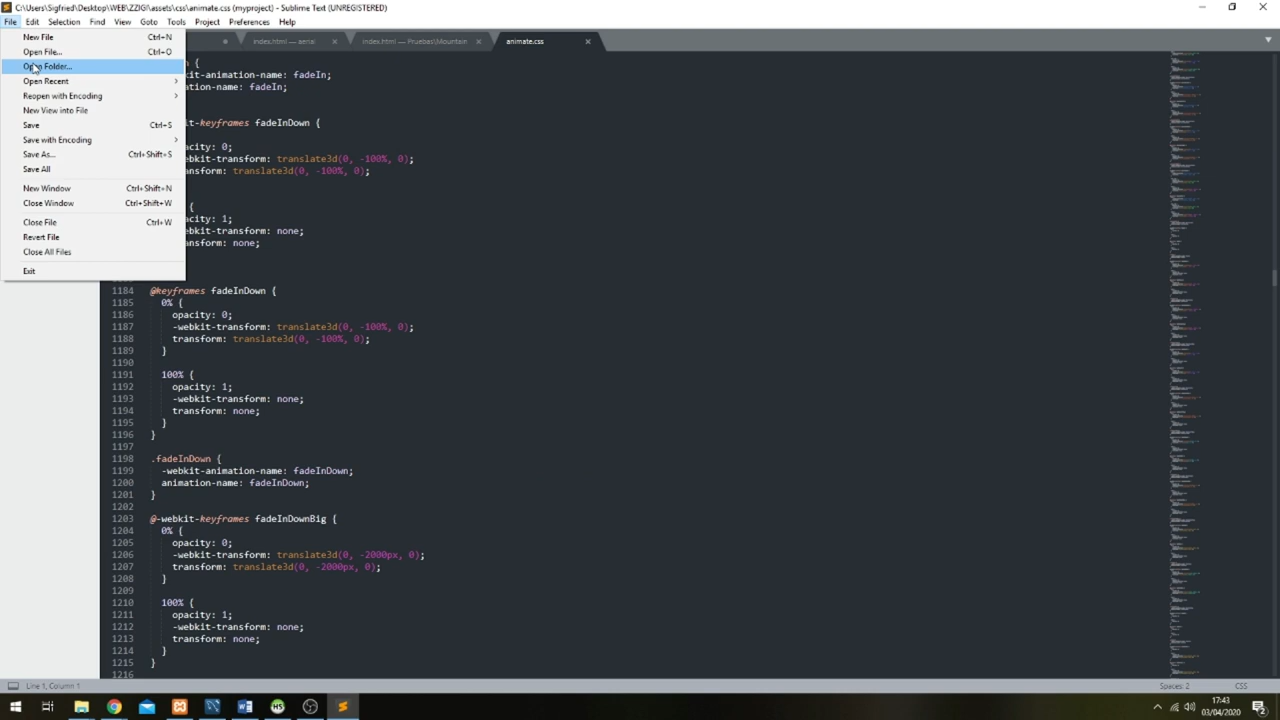 C:\Users\Sigfried\Desktop\WEB\ZZIGI\assets\css\animate.css (myproject) - Sublime Text (UNREGISTERED)
File Edit Selection Find View Goto Tools Project Preferences Help
index.html — aerial index.html — Pruebas\Mountain animate.css
New File Ctrl+N
Open File... Ctrl+O
Open Folder...
Open Recent
Reopen with Encoding
New View into File
Save Ctrl+S
Save with Encoding
Save As... Ctrl+Shift+S
Save All
New Window Ctrl+Shift+N
Close Window Ctrl+Shift+W
Close File Ctrl+W
Revert File
Close All Files
Exit
n {
kit-animation-name: fadeIn;
ation-name: fadeIn;
t-keyframes fadeInDown {
acity: 0;
ebkit-transform: translate3d(0, -100%, 0);
ansform: translate3d(0, -100%, 0);
{
acity: 1;
ebkit-transform: none;
ansform: none;
1184 @keyframes fadeInDown {
1185 0% {
1186 opacity: 0;
1187 -webkit-transform: translate3d(0, -100%, 0);
1188 transform: translate3d(0, -100%, 0);
1189 }
1190
1191 100% {
1192 opacity: 1;
1193 -webkit-transform: none;
1194 transform: none;
1195 }
1196 }
1197
1198 .fadeInDown {
1199 -webkit-animation-name: fadeInDown;
1200 animation-name: fadeInDown;
1201 }
1202
1203 @-webkit-keyframes fadeInDownBig {
1204 0% {
1205 opacity: 0;
1206 -webkit-transform: translate3d(0, -2000px, 0);
1207 transform: translate3d(0, -2000px, 0);
1208 }
1209
1210 100% {
1211 opacity: 1;
1212 -webkit-transform: none;
1213 transform: none;
1214 }
1215 }
1216
Line 1, Column 1 Spaces: 2 CSS
17:43
03/04/2020
2